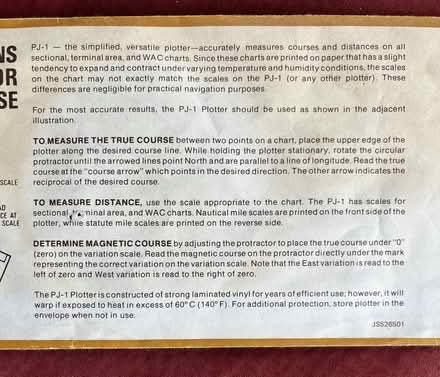 NS
OR
SE
SCALE
AD
CE AT
SCALE
PJ-1 — the simplified, versatile plotter—accurately measures courses and distances on all
sectional, terminal area, and WAC charts. Since these charts are printed on paper that has a slight
tendency to expand and contract under varying temperature and humidity conditions, the scales
on the chart may not exactly match the scales on the PJ-1 (or any other plotter). These
differences are negligible for practical navigation purposes.
For the most accurate results, the PJ-1 Plotter should be used as shown in the adjacent
illustration.
TO MEASURE THE TRUE COURSE between two points on a chart, place the upper edge of the
plotter along the desired course line. While holding the plotter stationary, rotate the circular
protractor until the arrowed lines point North and are parallel to a line of longitude. Read the true
course at the "course arrow" which points in the desired direction. The other arrow indicates the
reciprocal of the desired course.
TO MEASURE DISTANCE, use the scale appropriate to the chart. The PJ-1 has scales for
sectional, terminal area, and WAC charts. Nautical mile scales are printed on the front side of the
plotter, while statute mile scales are printed on the reverse side.
DETERMINE MAGNETIC COURSE by adjusting the protractor to place the true course under "0"
(zero) on the variation scale. Read the magnetic course on the protractor directly under the mark
representing the correct variation on the variation scale. Note that the East variation is read to the
left of zero and West variation is read to the right of zero.
The PJ-1 Plotter is constructed of strong laminated vinyl for years of efficient use; however, it will
warp if exposed to heat in excess of 60°C (140°F). For additional protection, store plotter in the
envelope when not in use.
JS526501